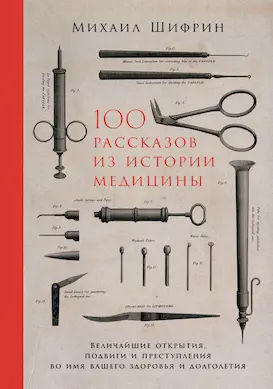 Михаил Шифрин
100
рассказов
из истории
медицины
Величайшие открытия,
подвиги и преступления
во имя вашего здоровья и долголетия